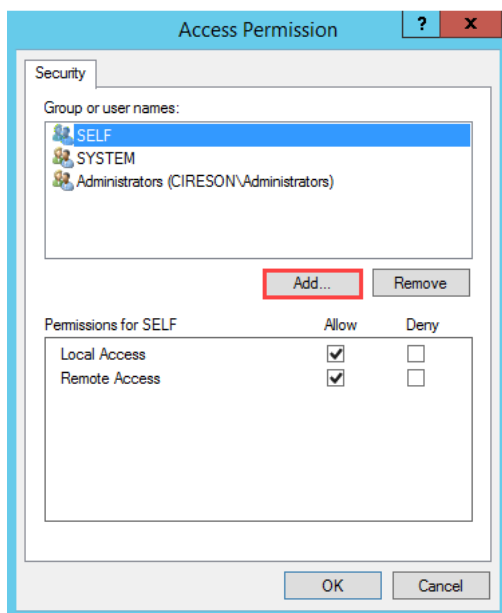 Access Permission
? x
Security
Group or user names:
SELF
SYSTEM
Administrators (CIRESON\Administrators)
Add... Remove
Permissions for SELF Allow Deny
Local Access
Remote Access
OK Cancel